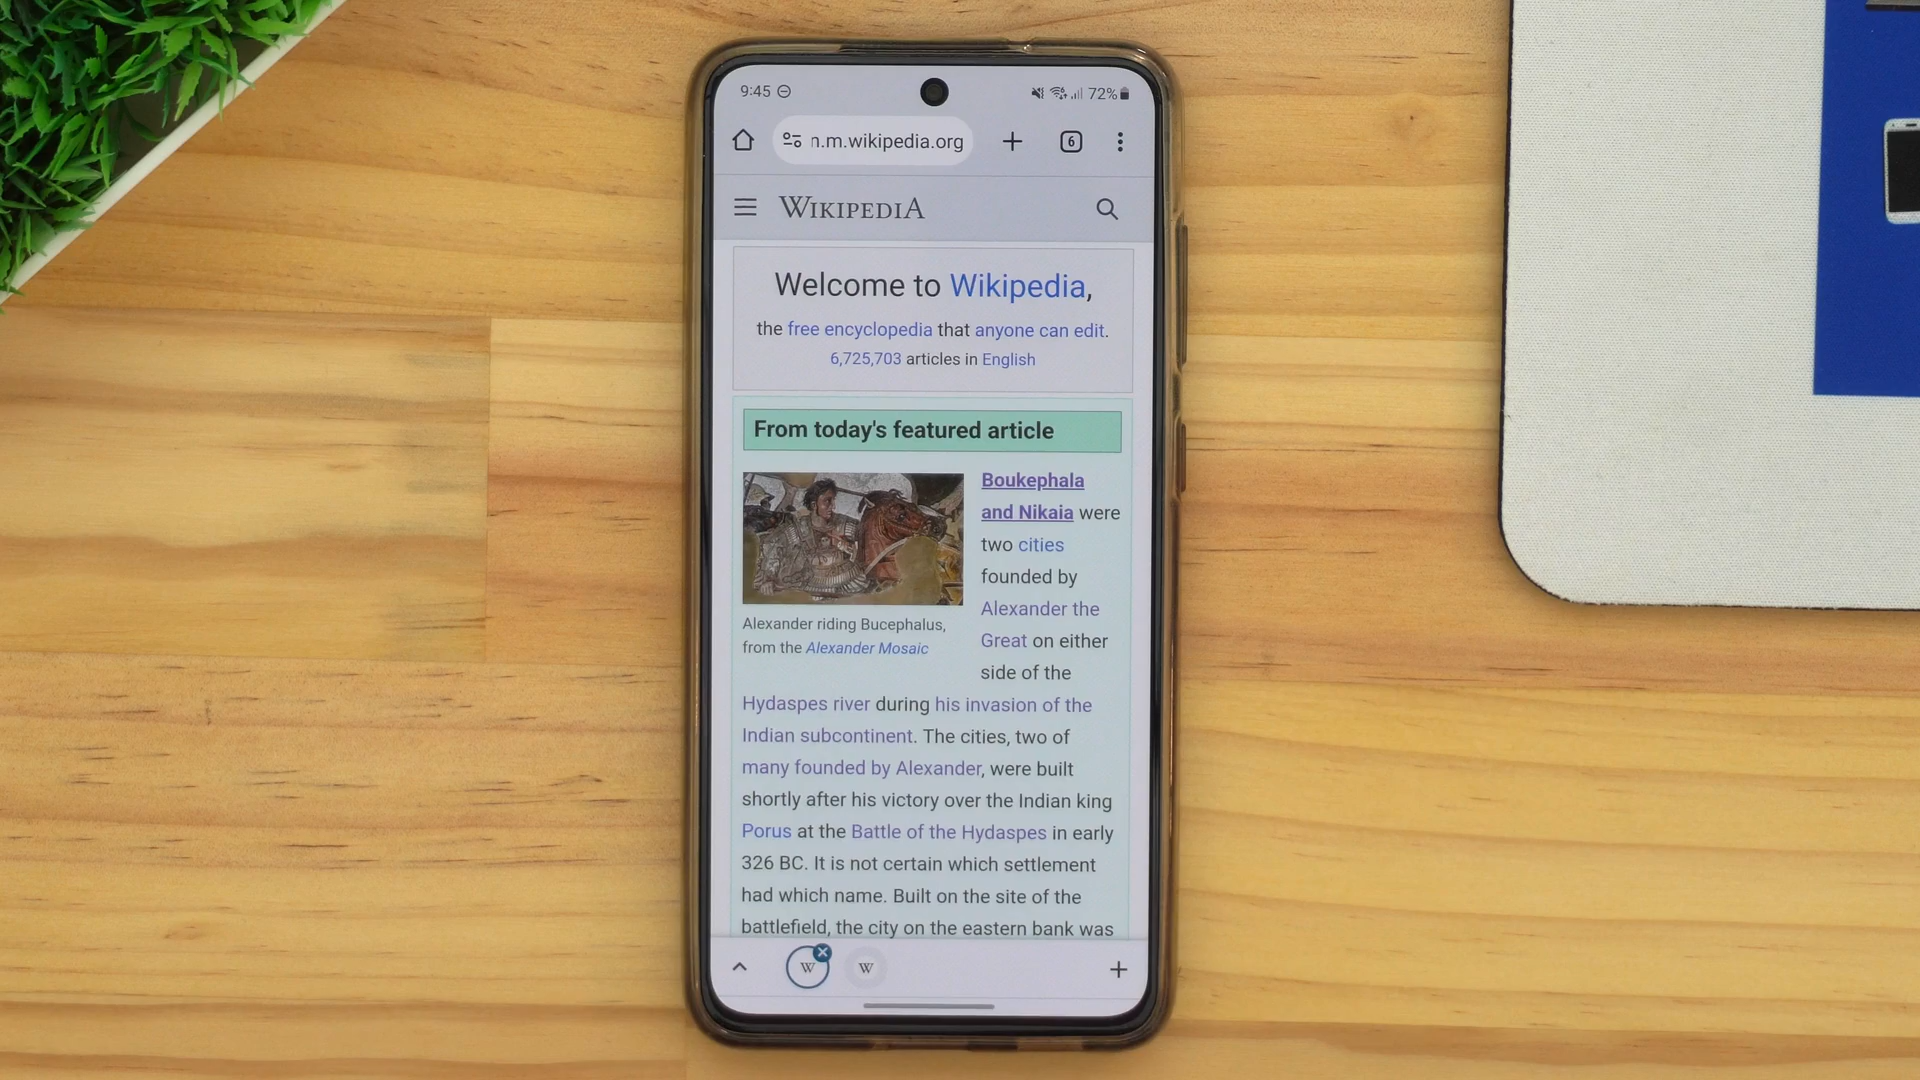 9:45
72%
n.m.wikipedia.org
6
WIKIPEDIA
Welcome to Wikipedia,
the free encyclopedia that anyone can edit.
6,725,703 articles in English
From today's featured article
Boukephala
and Nikaia were
two cities
founded by
Alexander the
Great on either
side of the
Alexander riding Bucephalus,
from the Alexander Mosaic
Hydaspes river during his invasion of the
Indian subcontinent. The cities, two of
many founded by Alexander, were built
shortly after his victory over the Indian king
Porus at the Battle of the Hydaspes in early
326 BC. It is not certain which settlement
had which name. Built on the site of the
battlefield, the city on the eastern bank was
W
W